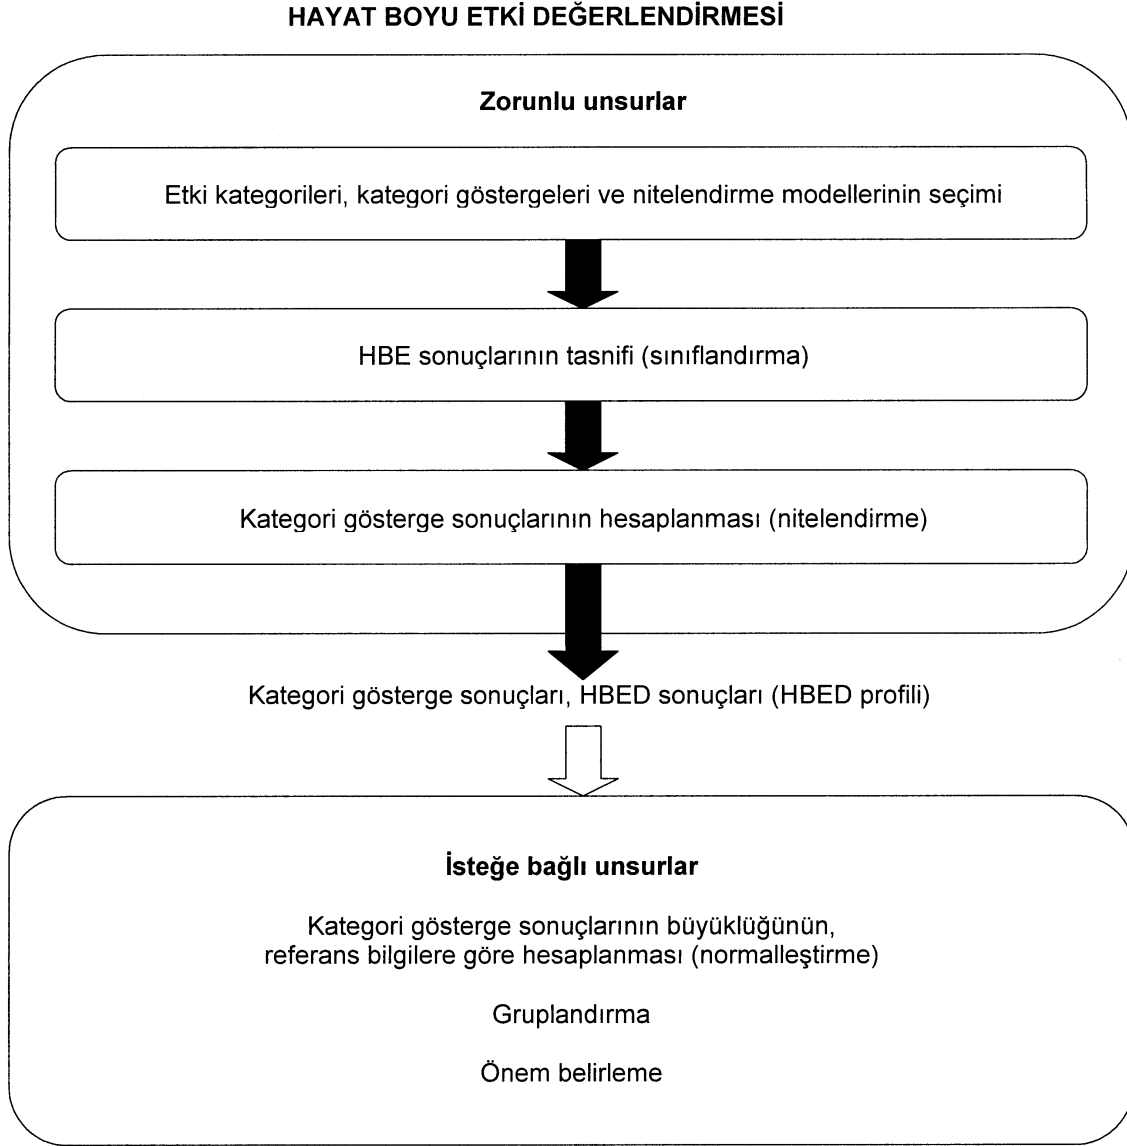 HAYAT BOYU ETKİ DEĞERLENDİRMESİ
Zorunlu unsurlar
Etki kategorileri, kategori göstergeleri ve nitelendirme modellerinin seçimi
HBE sonuçlarının tasnifi (sınıflandırma)
Kategori gösterge sonuçlarının hesaplanması (nitelendirme)
Kategori gösterge sonuçları, HBED sonuçları (HBED profili)
İsteğe bağlı unsurlar
Kategori gösterge sonuçlarının büyüklüğünün,
referans bilgilere göre hesaplanması (normalleştirme)
Gruplandırma
Önem belirleme